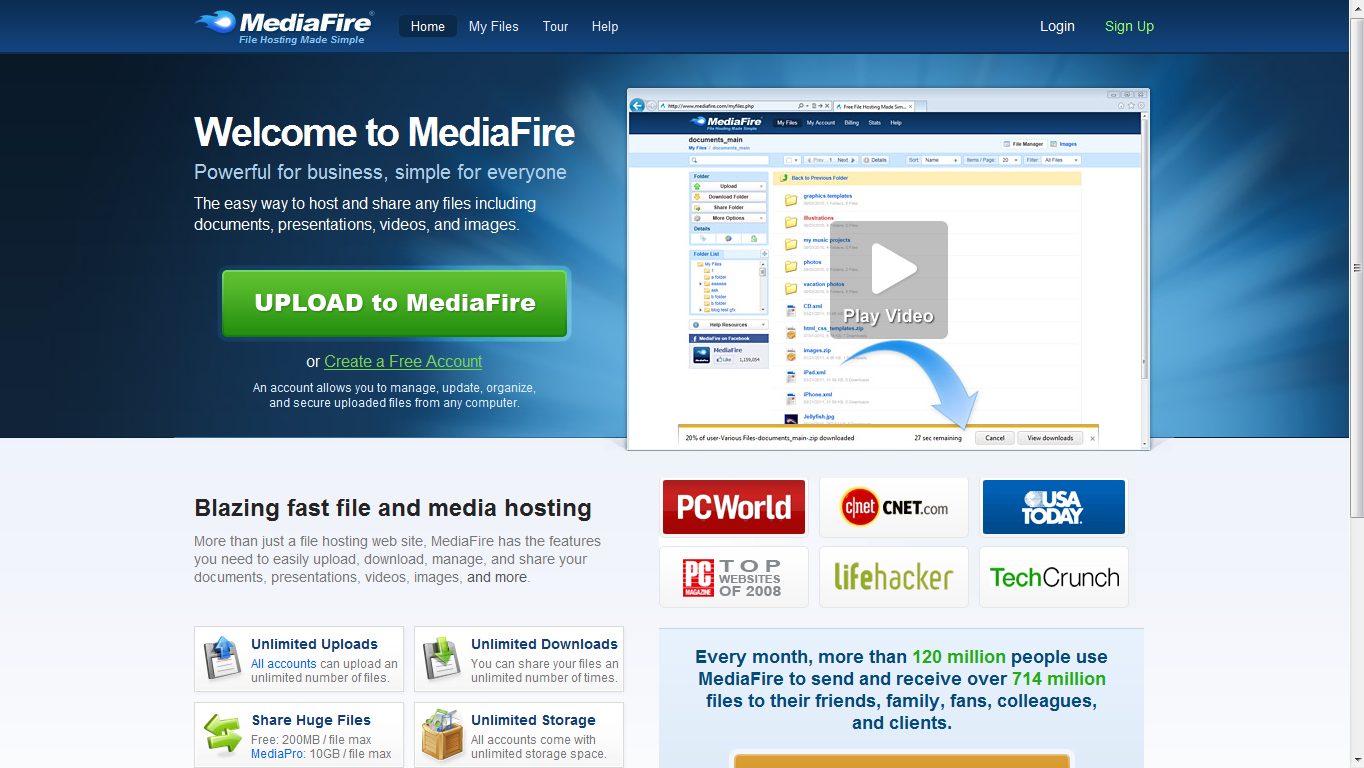 MediaFire®
File Hosting Made Simple
Home
My Files
Tour
Help
Login
Sign Up
Welcome to MediaFire
Powerful for business, simple for everyone
The easy way to host and share any files including
documents, presentations, videos, and images.
UPLOAD to MediaFire
or Create a Free Account
An account allows you to manage, update, organize,
and secure uploaded files from any computer.
http://www.mediafire.com/myfiles.php
Free File Hosting Made Sim...
MediaFire
File Hosting Made Simple
My Files
My Account
Billing
Stats
Help
documents_main
My Files / documents_main
File Manager
Images
Prev
1
Next
Details
Sort:
Name
Items / Page:
20
Filter:
All Files
Folder
Upload
Download Folder
Share Folder
More Options
Details
Folder List
My Files
1
a folder
aaaaaa
ask
b folder
b folder
blog test gfx
Help Resources
MediaFire on Facebook
MediaFire
Like
1,159,054
Back to Previous Folder
graphics templates
illustrations
my music projects
photos
vacation photos
CD.xml
html_css_templates.zip
images.zip
iPad.xml
iPhone.xml
Jellyfish.jpg
Play Video
20% of user-Various Files-documents_main-.zip downloaded
27 sec remaining
Cancel
View downloads
Blazing fast file and media hosting
More than just a file hosting web site, MediaFire has the features
you need to easily upload, download, manage, and share your
documents, presentations, videos, images, and more.
PCWorld
c|net CNET.com
USA TODAY.
PC MAGAZINE
TOP
WEBSITES
OF 2008
lifehacker
TechCrunch
Unlimited Uploads
All accounts can upload an
unlimited number of files.
Unlimited Downloads
You can share your files an
unlimited number of times.
Share Huge Files
Free: 200MB / file max
MediaPro: 10GB / file max
Unlimited Storage
All accounts come with
unlimited storage space.
Every month, more than 120 million people use
MediaFire to send and receive over 714 million
files to their friends, family, fans, colleagues,
and clients.